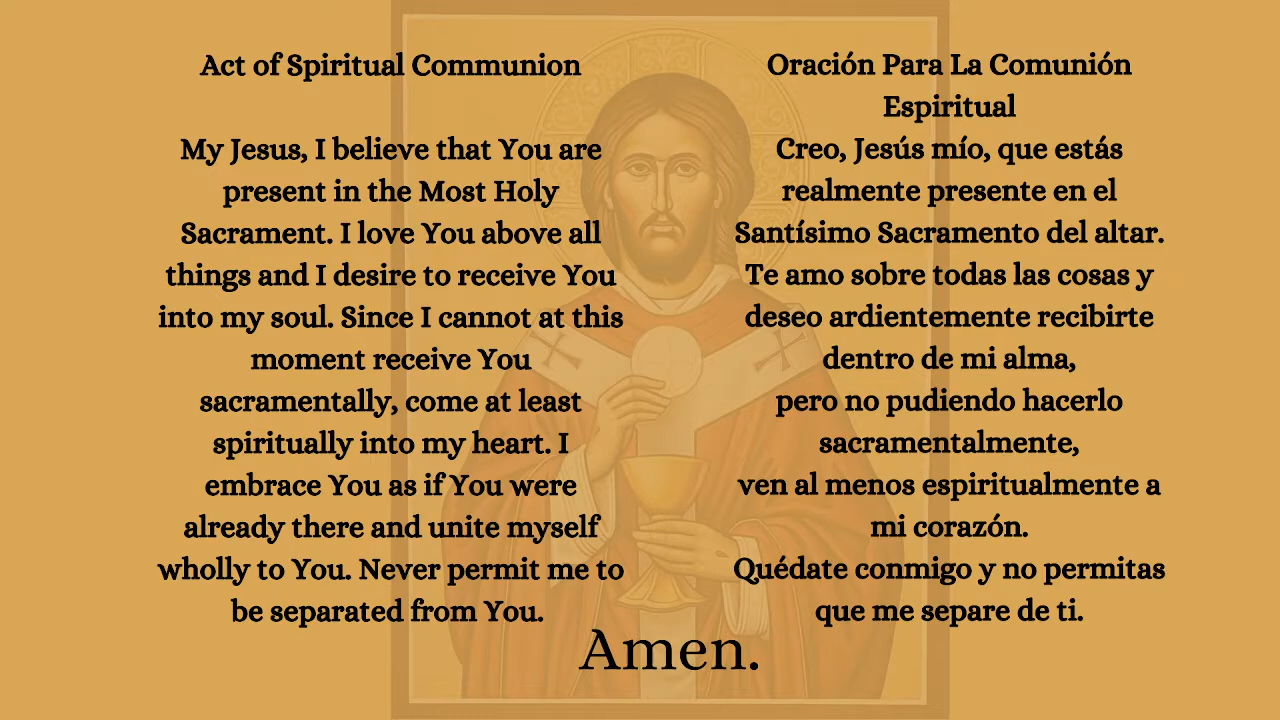 Act of Spiritual Communion
My Jesus, I believe that You are
present in the Most Holy
Sacrament. I love You above all
things and I desire to receive You
into my soul. Since I cannot at this
moment receive You
sacramentally, come at least
spiritually into my heart. I
embrace You as if You were
already there and unite myself
wholly to You. Never permit me to
be separated from You.
Oración Para La Comunión
Espiritual
Creo, Jesús mío, que estás
realmente presente en el
Santísimo Sacramento del altar.
Te amo sobre todas las cosas y
deseo ardientemente recibirte
dentro de mi alma,
pero no pudiendo hacerlo
sacramentalmente,
ven al menos espiritualmente a
mi corazón.
Quédate conmigo y no permitas
que me separe de ti.
Amen.